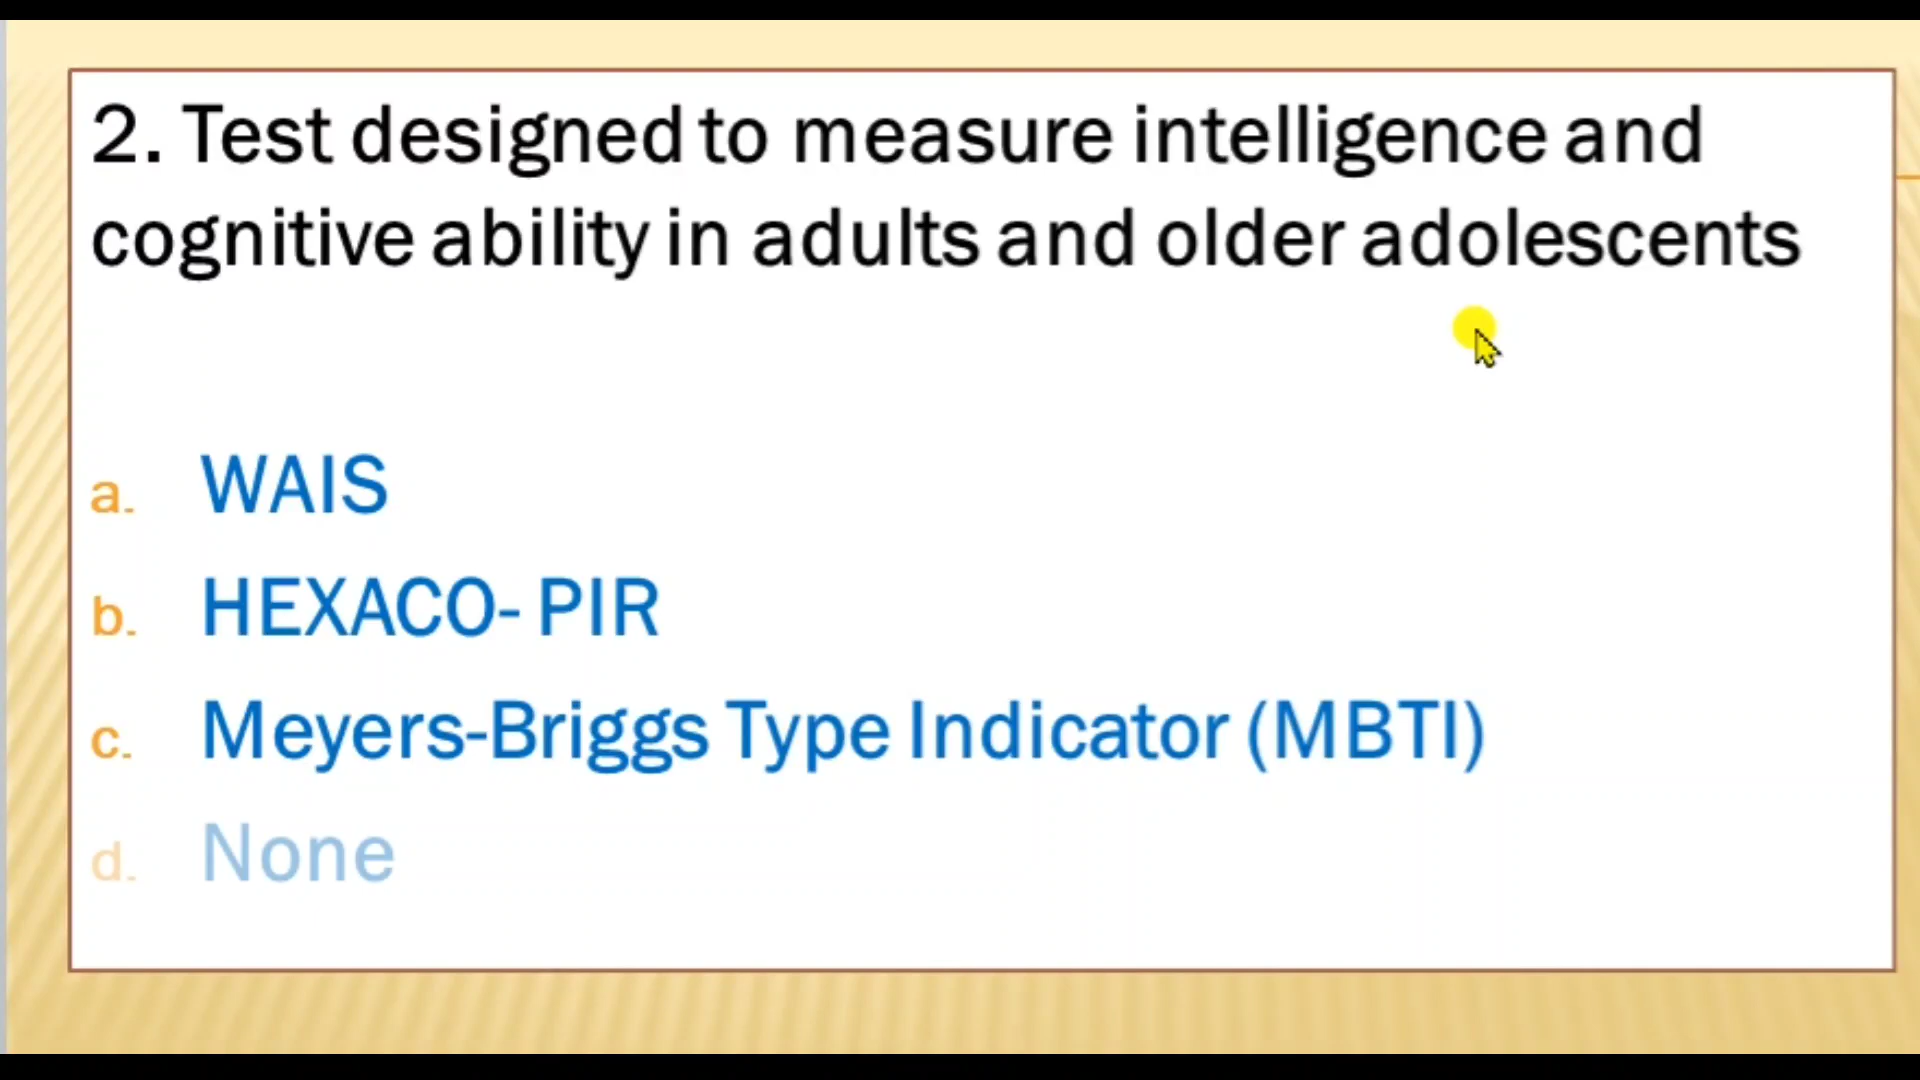 2. Test designed to measure intelligence and
cognitive ability in adults and older adolescents
a. WAIS
b. HEXACO- PIR
c. Meyers-Briggs Type Indicator (MBTI)
d. None